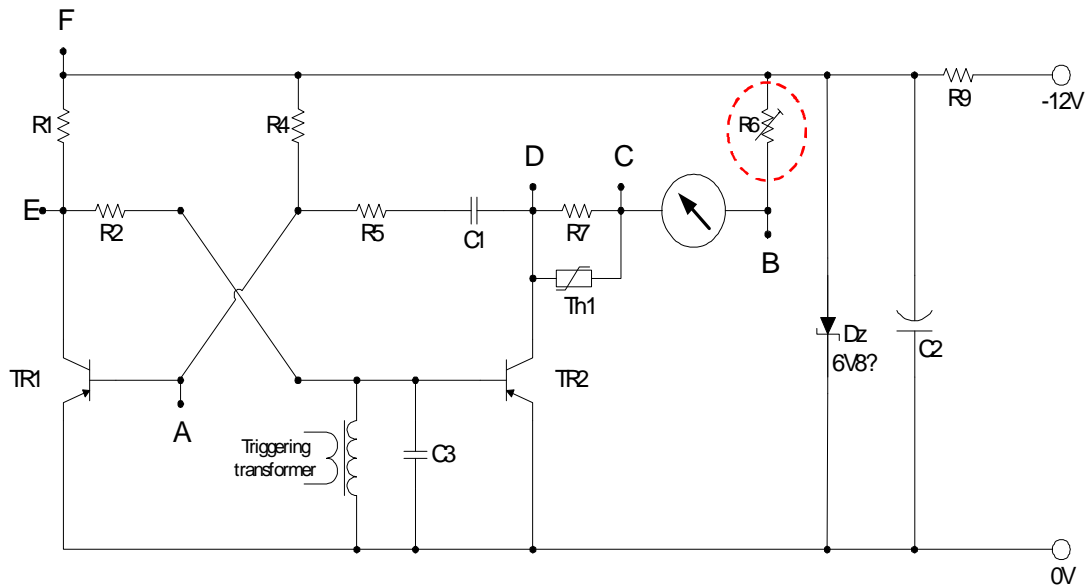 F
R1
R4
R6
R9
-12V
D
C
E
R2
R5
C1
R7
B
Th1
Dz
6V8?
C2
TR1
TR2
A
Triggering
transformer
C3
0V